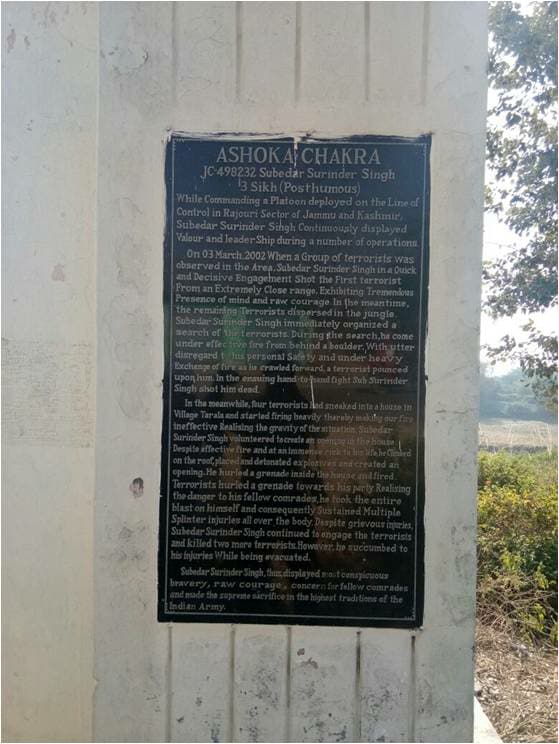 ASHOKA CHAKRA
JC-498232 Subedar Surinder Singh
3 Sikh (Posthumous)
While Commanding a Platoon deployed on the Line of
Control in Rajouri Sector of Jammu and Kashmir,
Subedar Surinder Singh Continuously displayed
Valour and leader Ship during a number of operations
On 03 March, 2002 When a Group of terrorists was
observed in the Area, Subedar Surinder Singh in a Quick
and Decisive Engagement Shot the First terrorist
From an Extremely Close range, Exhibiting Tremendous
Presence of mind and raw courage. In the meantime,
the remaining Terrorists dispersed in the jungle.
Subedar Surinder Singh immediately organized a
search of the terrorists. During the search, he come
under effective fire from behind a boulder. With utter
disregard to his personal Safety and under heavy
Exchange of fire as he crawled forward, a terrorist pounced
upon him. In the ensuing hand-to-hand fight Sub Surinder
Singh shot him dead.
In the meanwhile, four terrorists had sneaked into a house in
Village Tarala and started firing heavily thereby making our fire
ineffective Realising the gravity of the situation, Subedar
Surinder Singh volunteered to create an opening in the house
Despite effective fire and at an immense risk to his life, he Climbed
on the roof, placed and detonated explosives and created an
opening. He hurled a grenade inside the house and fired.
Terrorists hurled a grenade towards his party. Realising
the danger to his fellow comrades, he took the entire
blast on himself and consequently Sustained Multiple
Splinter injuries all over the body. Despite grievous injuries,
Subedar Surinder Singh continued to engage the terrorists
and killed two more terrorists. However, he succumbed to
his injuries While being evacuated.
Subedar Surinder Singh, thus, displayed most conspicuous
bravery, raw courage, concern for fellow comrades
and made the supreme sacrifice in the highest traditions of the
Indian Army.